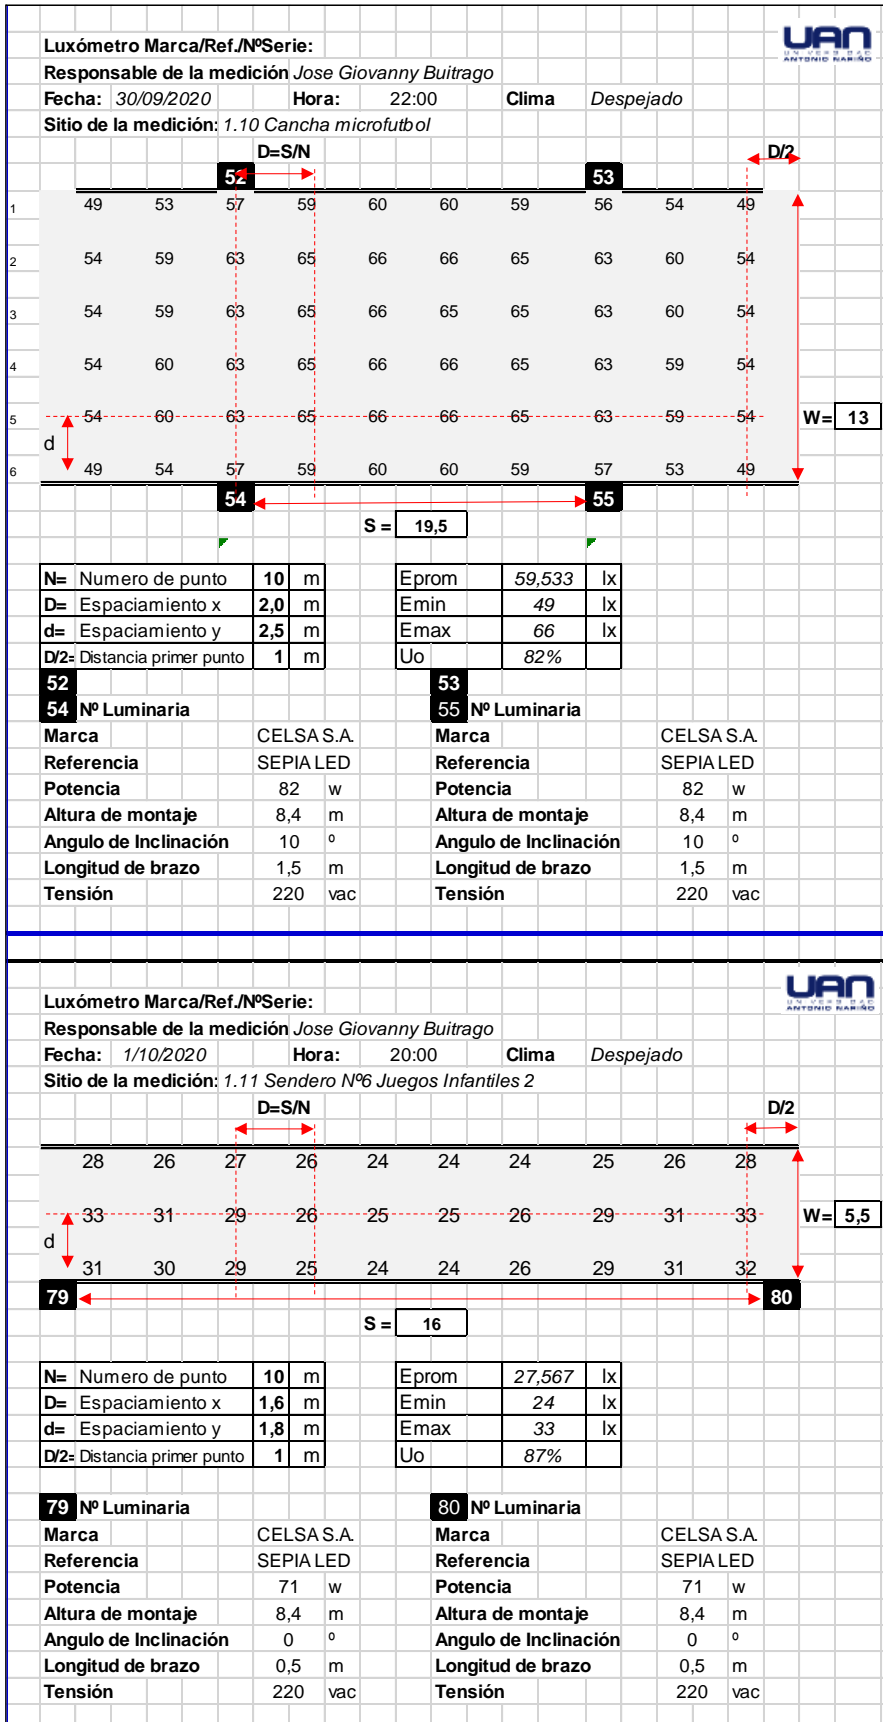 UAN
UNIVERSIDAD
ANTONIO NARIÑO
Luxómetro Marca/Ref./NºSerie:
Responsable de la medición Jose Giovanny Buitrago
Fecha: 30/09/2020 Hora: 22:00 Clima Despejado
Sitio de la medición: 1.10 Cancha microfutbol
D=S/N D/2
52 53
1 49 53 57 59 60 60 59 56 54 49
2 54 59 63 65 66 66 65 63 60 54
3 54 59 63 65 66 65 65 63 60 54
4 54 60 63 65 66 66 65 63 59 54
5 54 60 63 65 66 66 65 63 59 54 W= 13
d
6 49 54 57 59 60 60 59 57 53 49
54 55
S = 19,5
N= Numero de punto 10 m Eprom 59,533 lx
D= Espaciamiento x 2,0 m Emin 49 lx
d= Espaciamiento y 2,5 m Emax 66 lx
D/2= Distancia primer punto 1 m Uo 82%
52 53
54 Nº Luminaria 55 Nº Luminaria
Marca CELSA S.A. Marca CELSA S.A.
Referencia SEPIA LED Referencia SEPIA LED
Potencia 82 w Potencia 82 w
Altura de montaje 8,4 m Altura de montaje 8,4 m
Angulo de Inclinación 10 º Angulo de Inclinación 10 º
Longitud de brazo 1,5 m Longitud de brazo 1,5 m
Tensión 220 vac Tensión 220 vac
UAN
UNIVERSIDAD
ANTONIO NARIÑO
Luxómetro Marca/Ref./NºSerie:
Responsable de la medición Jose Giovanny Buitrago
Fecha: 1/10/2020 Hora: 20:00 Clima Despejado
Sitio de la medición: 1.11 Sendero Nº6 Juegos Infantiles 2
D=S/N D/2
28 26 27 26 24 24 24 25 26 28
33 31 29 26 25 25 26 29 31 33 W= 5,5
d
31 30 29 25 24 24 26 29 31 32
79 80
S = 16
N= Numero de punto 10 m Eprom 27,567 lx
D= Espaciamiento x 1,6 m Emin 24 lx
d= Espaciamiento y 1,8 m Emax 33 lx
D/2= Distancia primer punto 1 m Uo 87%
79 Nº Luminaria 80 Nº Luminaria
Marca CELSA S.A. Marca CELSA S.A.
Referencia SEPIA LED Referencia SEPIA LED
Potencia 71 w Potencia 71 w
Altura de montaje 8,4 m Altura de montaje 8,4 m
Angulo de Inclinación 0 º Angulo de Inclinación 0 º
Longitud de brazo 0,5 m Longitud de brazo 0,5 m
Tensión 220 vac Tensión 220 vac